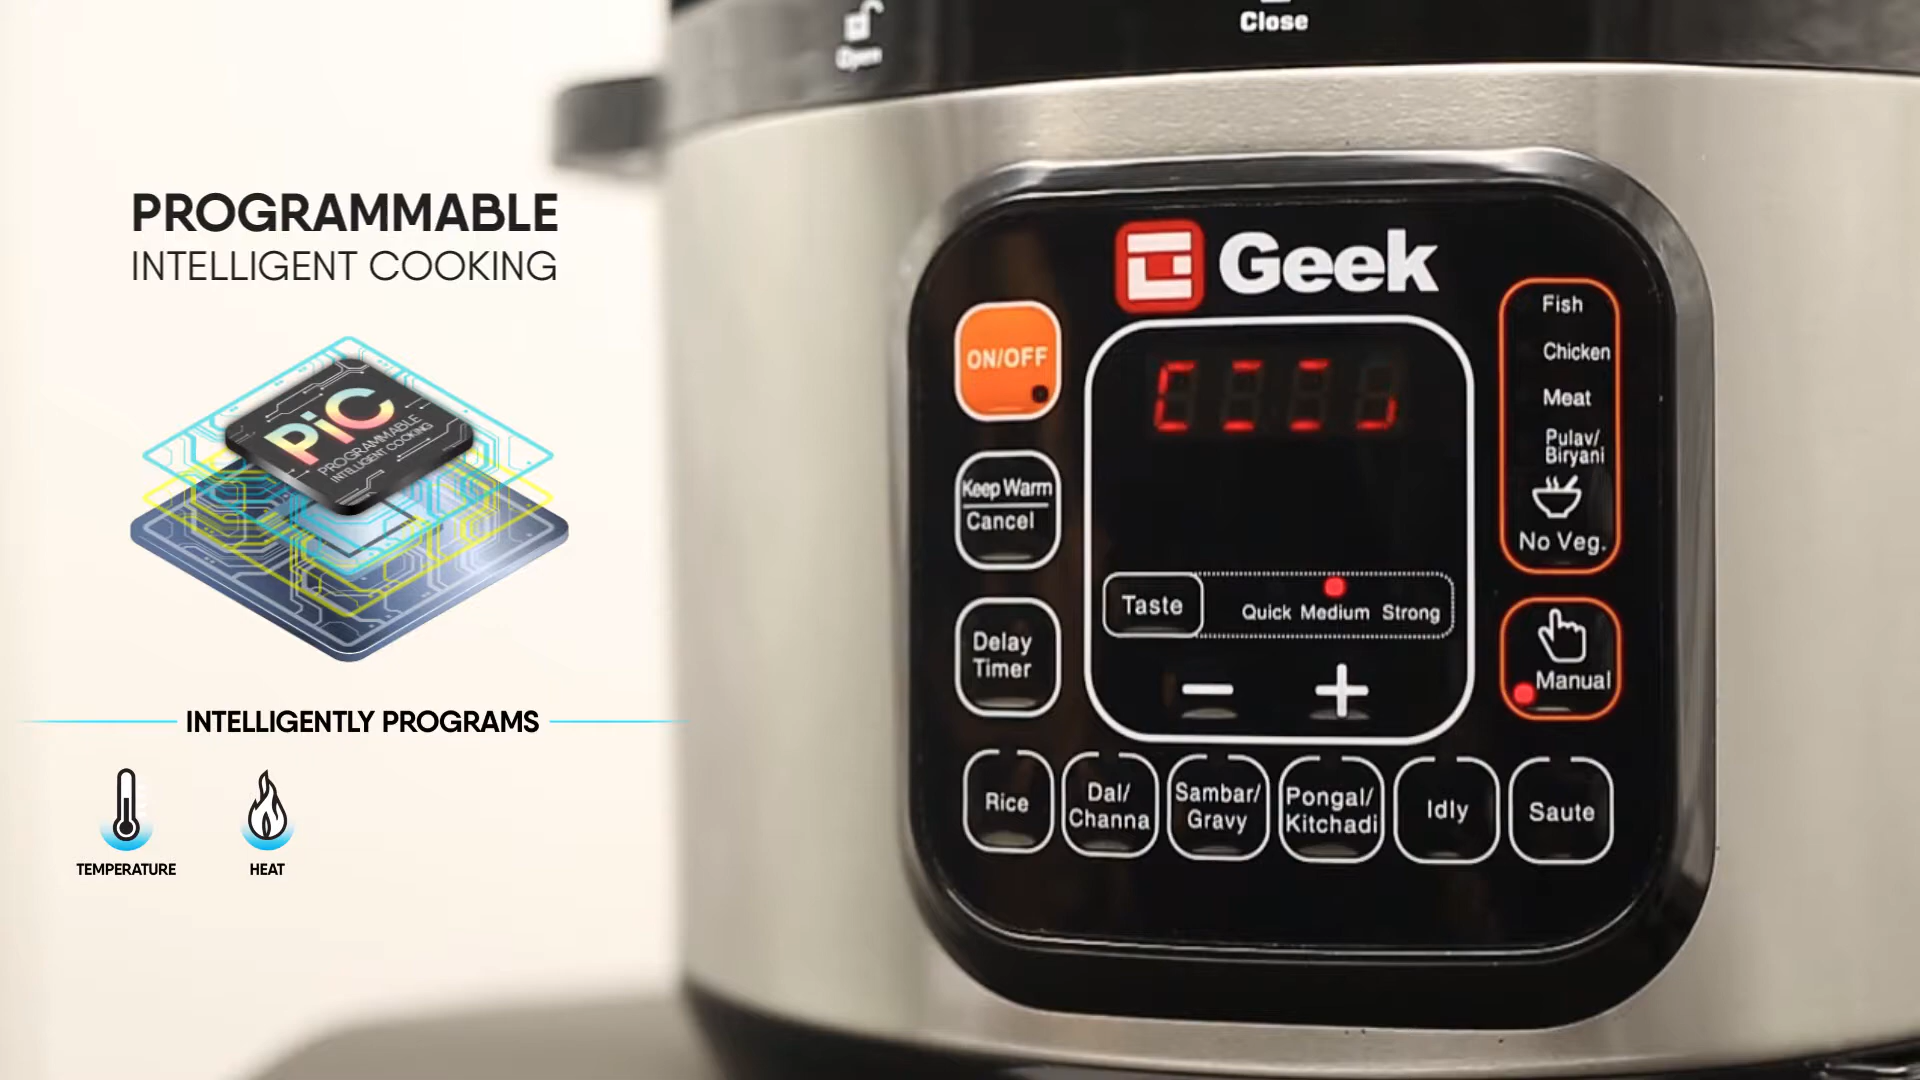 Open
Close
PROGRAMMABLE
INTELLIGENT COOKING
PiC
PROGRAMMABLE
INTELLIGENT COOKING
INTELLIGENTLY PROGRAMS
TEMPERATURE
HEAT
Geek
ON/OFF
Keep Warm
Cancel
Delay
Timer
Taste
Quick Medium Strong
− +
Fish
Chicken
Meat
Pulav/
Biryani
No Veg.
Manual
Rice
Dal/
Channa
Sambar/
Gravy
Pongal/
Kitchadi
Idly
Saute